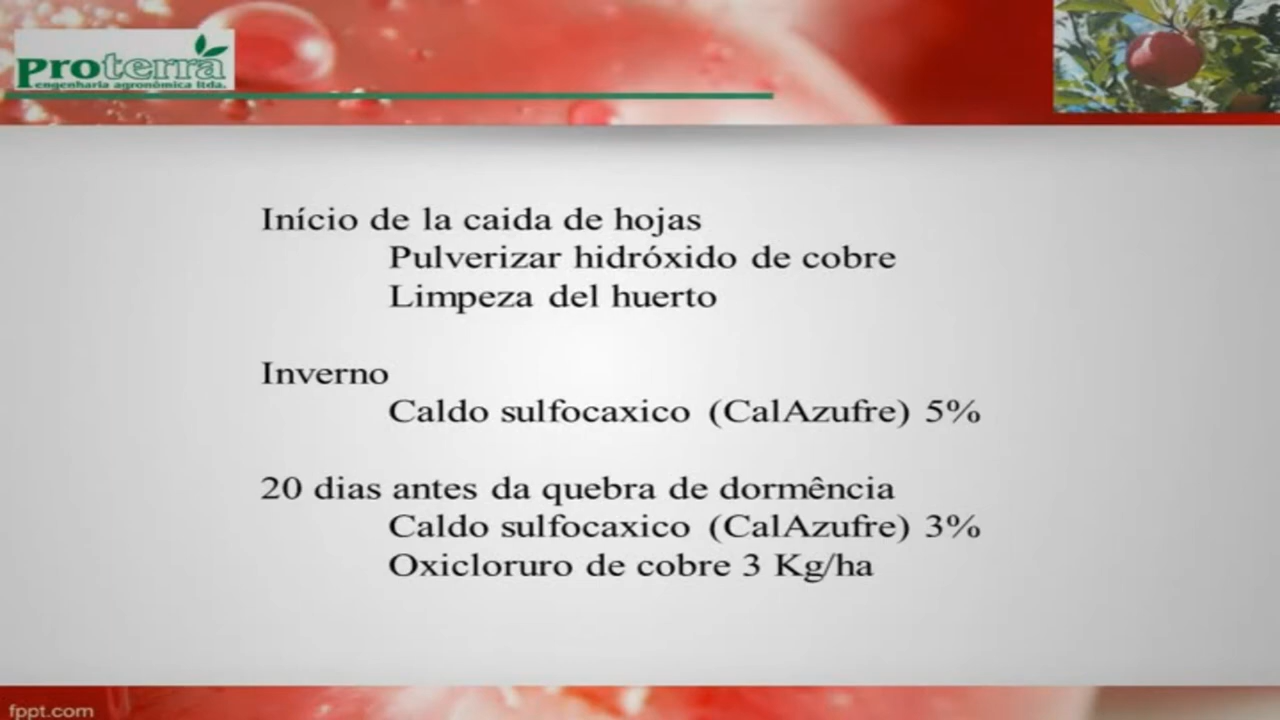 proterra
engenharia agronômica ltda.
Início de la caida de hojas
Pulverizar hidróxido de cobre
Limpeza del huerto
Inverno
Caldo sulfocaxico (CalAzufre) 5%
20 dias antes da quebra de dormência
Caldo sulfocaxico (CalAzufre) 3%
Oxicloruro de cobre 3 Kg/ha
fppt.com